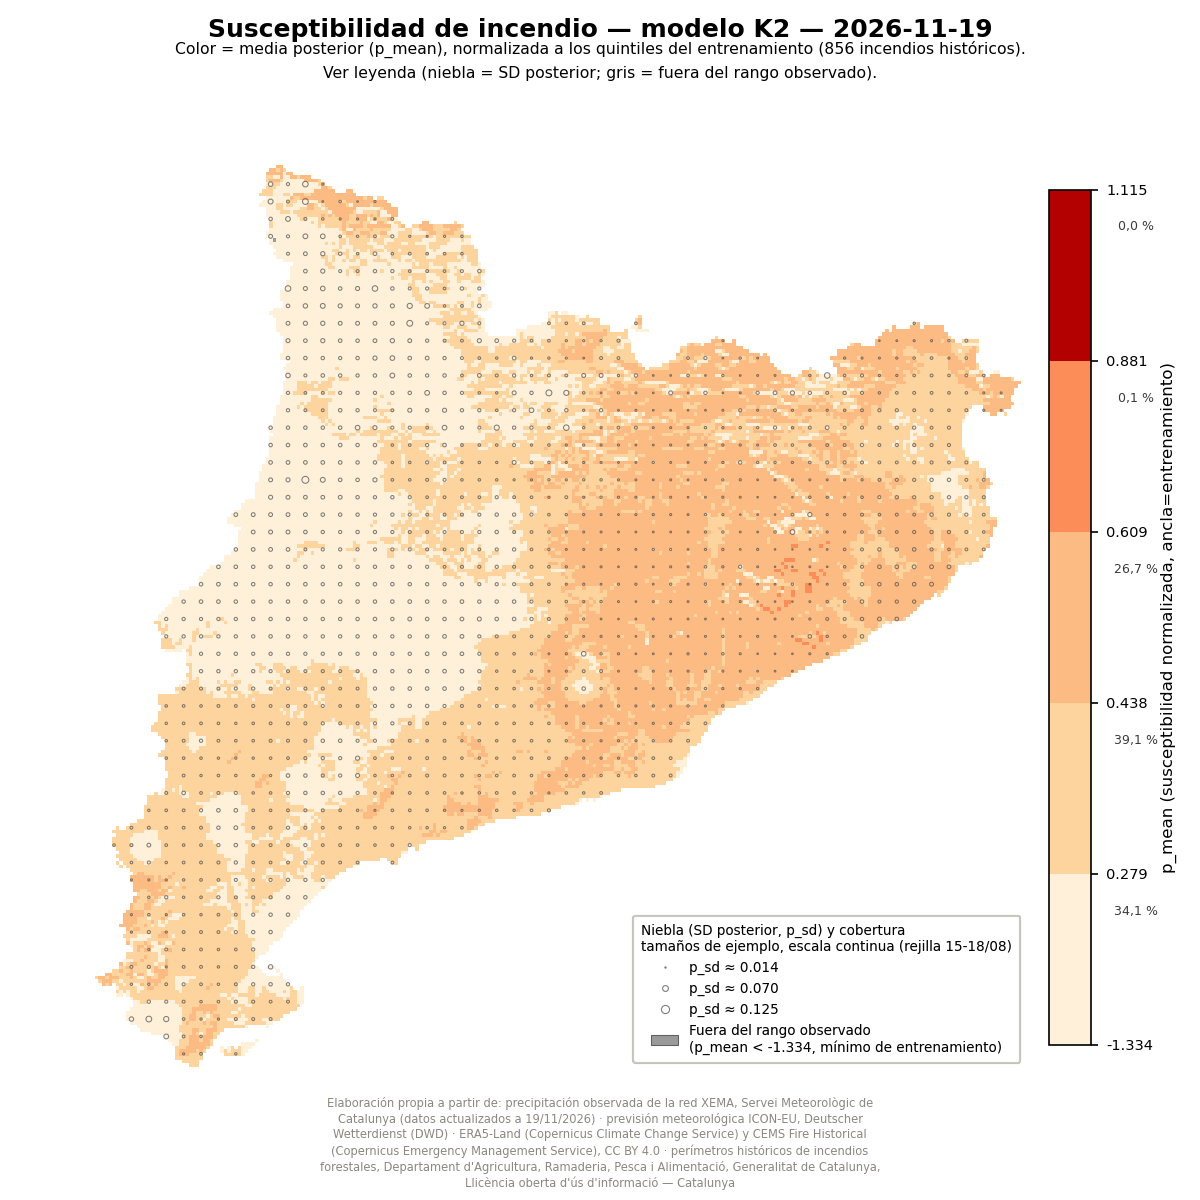 Susceptibilidad de incendio — modelo K2 — 2026-11-19
Color = media posterior (p_mean), normalizada a los quintiles del entrenamiento (856 incendios históricos).
Ver leyenda (niebla = SD posterior; gris = fuera del rango observado).
1.115
0,0 %
0.881
0,1 %
0.609
26,7 %
0.438
39,1 %
0.279
34,1 %
-1.334
p_mean (susceptibilidad normalizada, ancla=entrenamiento)
Niebla (SD posterior, p_sd) y cobertura
tamaños de ejemplo, escala continua (rejilla 15-18/08)
p_sd ≈ 0.014
p_sd ≈ 0.070
p_sd ≈ 0.125
Fuera del rango observado
(p_mean < -1.334, mínimo de entrenamiento)
Elaboración propia a partir de: precipitación observada de la red XEMA, Servei Meteorològic de
Catalunya (datos actualizados a 19/11/2026) · previsión meteorológica ICON-EU, Deutscher
Wetterdienst (DWD) · ERA5-Land (Copernicus Climate Change Service) y CEMS Fire Historical
(Copernicus Emergency Management Service), CC BY 4.0 · perímetros históricos de incendios
forestales, Departament d'Agricultura, Ramaderia, Pesca i Alimentació, Generalitat de Catalunya,
Llicència oberta d'ús d'informació — Catalunya